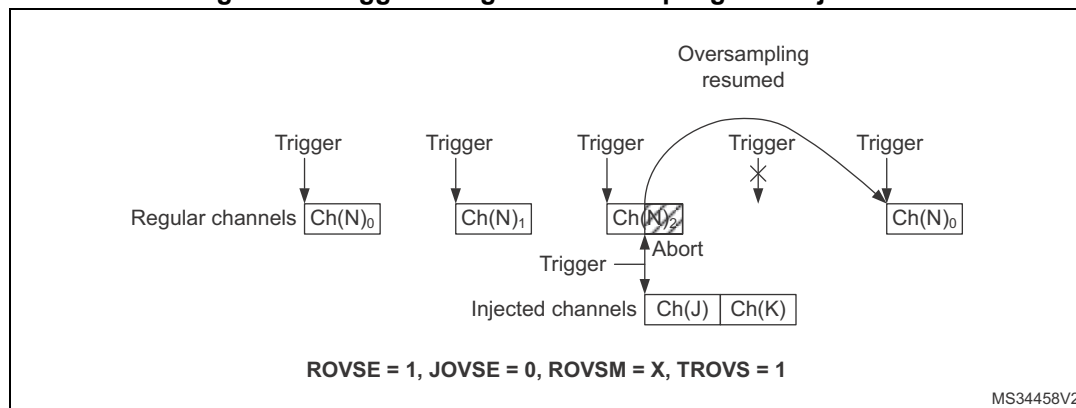 Oversampling
resumed
Trigger Trigger Trigger Trigger Trigger
Regular channels Ch(N)₀ Ch(N)₁ Ch(N)₂ Ch(N)₀
Abort
Trigger
Injected channels Ch(J) Ch(K)
ROVSE = 1, JOVSE = 0, ROVSM = X, TROVS = 1
MS34458V2